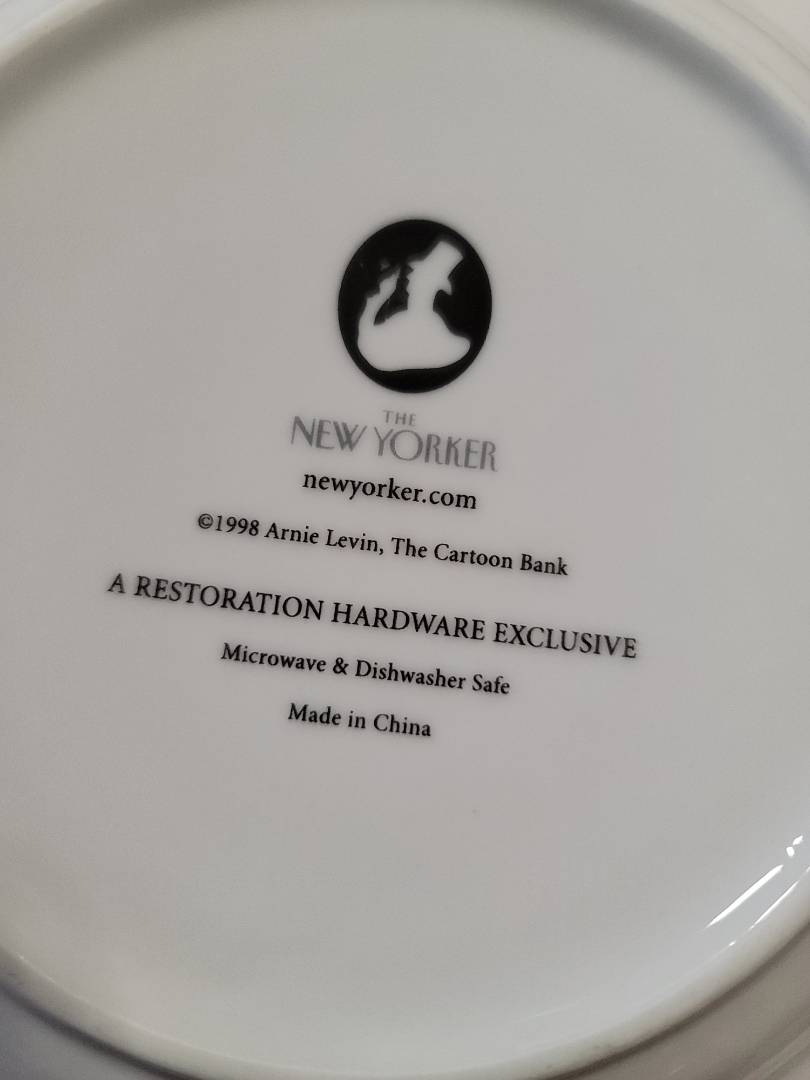 THE
NEW YORKER
newyorker.com
©1998 Arnie Levin, The Cartoon Bank
A RESTORATION HARDWARE EXCLUSIVE
Microwave & Dishwasher Safe
Made in China